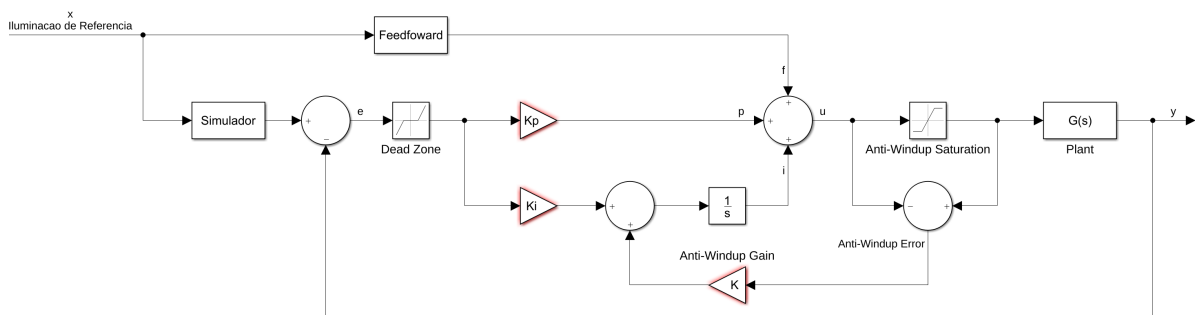 x
Iluminacao de Referencia
Feedfoward
f
Simulador
+
−
e
Dead Zone
Kp
p
+
+
+
u
Anti-Windup Saturation
G(s)
Plant
y
i
Ki
+
+
1
s
−
+
Anti-Windup Error
Anti-Windup Gain
K